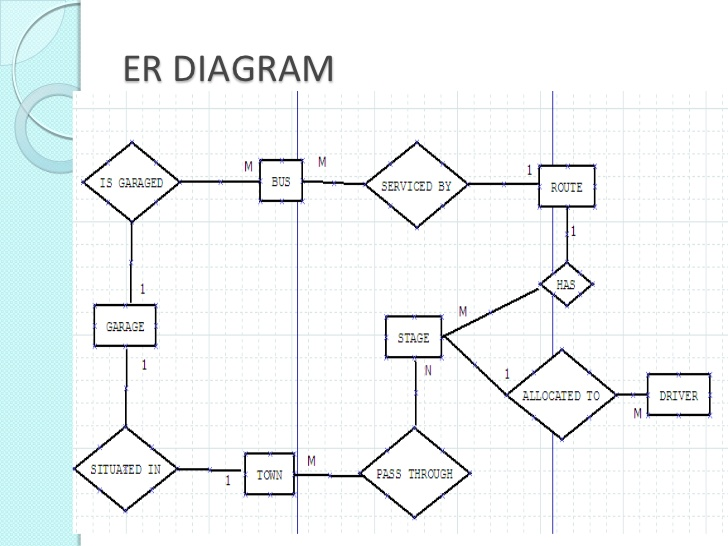 ER DIAGRAM
M
M
IS GARAGED
BUS
SERVICED BY
1
ROUTE
1
HAS
1
M
GARAGE
STAGE
1
N
1
ALLOCATED TO
DRIVER
M
M
SITUATED IN
1
TOWN
PASS THROUGH